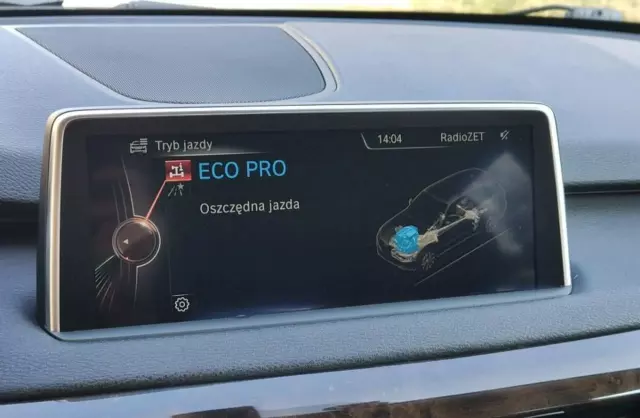 Tryb jazdy
14:04 RadioZET
ECO PRO
Oszczędna jazda